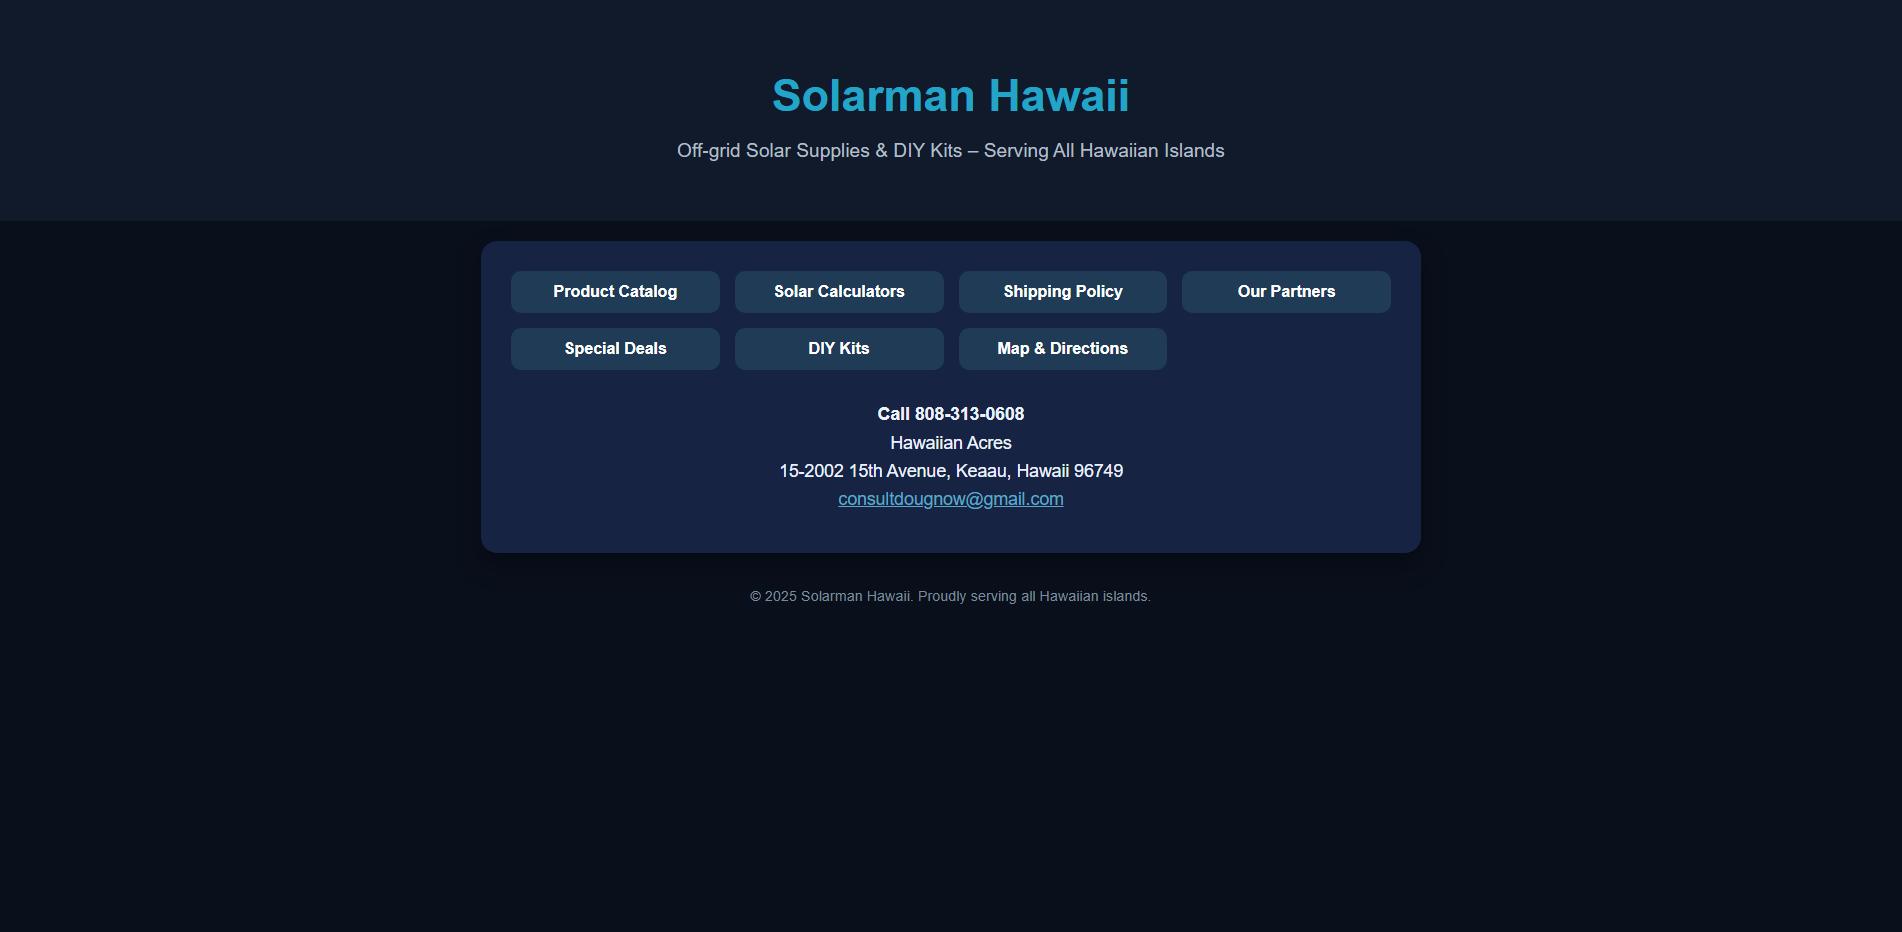 Solarman Hawaii
Off-grid Solar Supplies & DIY Kits – Serving All Hawaiian Islands
Product Catalog
Solar Calculators
Shipping Policy
Our Partners
Special Deals
DIY Kits
Map & Directions
Call 808-313-0608
Hawaiian Acres
15-2002 15th Avenue, Keaau, Hawaii 96749
consultdougnow@gmail.com
© 2025 Solarman Hawaii. Proudly serving all Hawaiian islands.